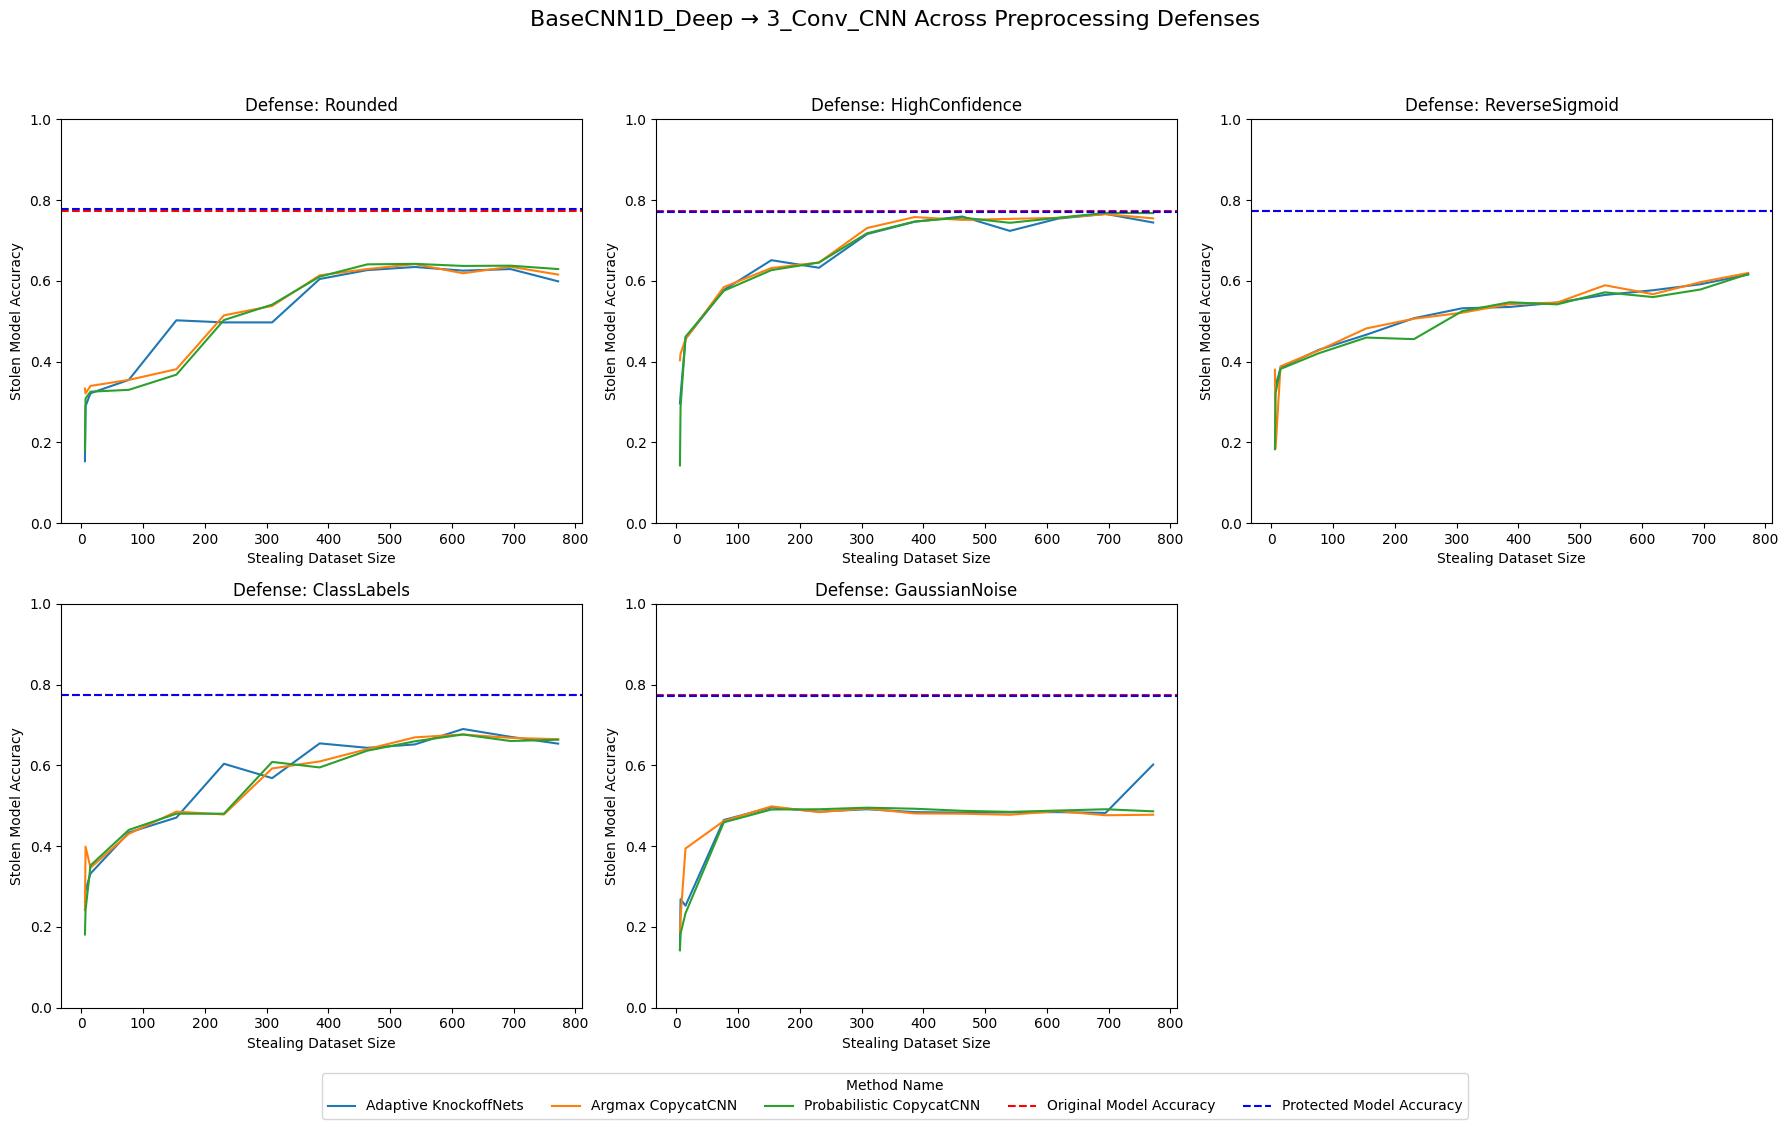 BaseCNN1D_Deep → 3_Conv_CNN Across Preprocessing Defenses
Defense: Rounded
1.0
0.8
0.6
0.4
0.2
0.0
Stolen Model Accuracy
0 100 200 300 400 500 600 700 800
Stealing Dataset Size
Defense: HighConfidence
1.0
0.8
0.6
0.4
0.2
0.0
Stolen Model Accuracy
0 100 200 300 400 500 600 700 800
Stealing Dataset Size
Defense: ReverseSigmoid
1.0
0.8
0.6
0.4
0.2
0.0
Stolen Model Accuracy
0 100 200 300 400 500 600 700 800
Stealing Dataset Size
Defense: ClassLabels
1.0
0.8
0.6
0.4
0.2
0.0
Stolen Model Accuracy
0 100 200 300 400 500 600 700 800
Stealing Dataset Size
Defense: GaussianNoise
1.0
0.8
0.6
0.4
0.2
0.0
Stolen Model Accuracy
0 100 200 300 400 500 600 700 800
Stealing Dataset Size
Method Name
Adaptive KnockoffNets Argmax CopycatCNN Probabilistic CopycatCNN Original Model Accuracy Protected Model Accuracy